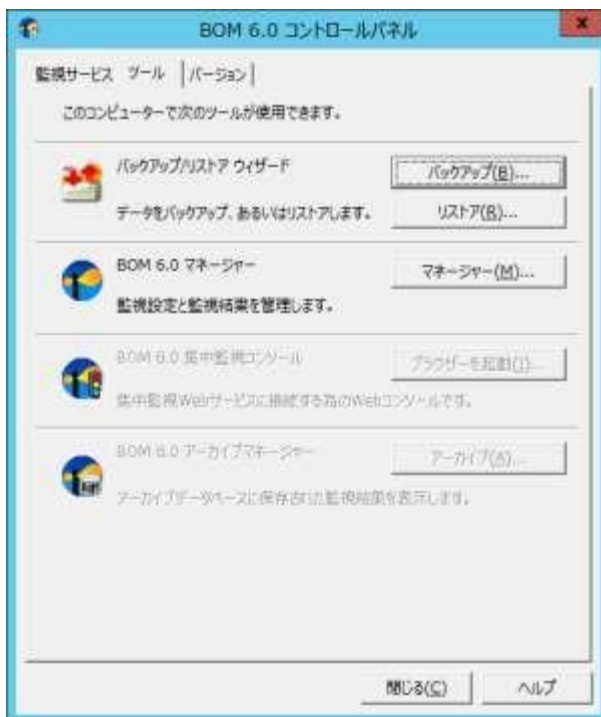 BOM 6.0 コントロールパネル
監視サービス ツール バージョン
このコンピューターで次のツールが使用できます。
バックアップ/リストア ウィザード
バックアップ(B)...
データをバックアップ、あるいはリストアします。
リストア(R)...
BOM 6.0 マネージャー
マネージャー(M)...
監視設定と監視結果を管理します。
BOM 6.0 集中監視コンソール
ブラウザーを起動(I)...
集中監視Webサービスに接続する為のWebコンソールです。
BOM 6.0 アーカイブマネージャー
アーカイブ(A)...
アーカイブデータベースに保存された監視結果を表示します。
閉じる(C)
ヘルプ